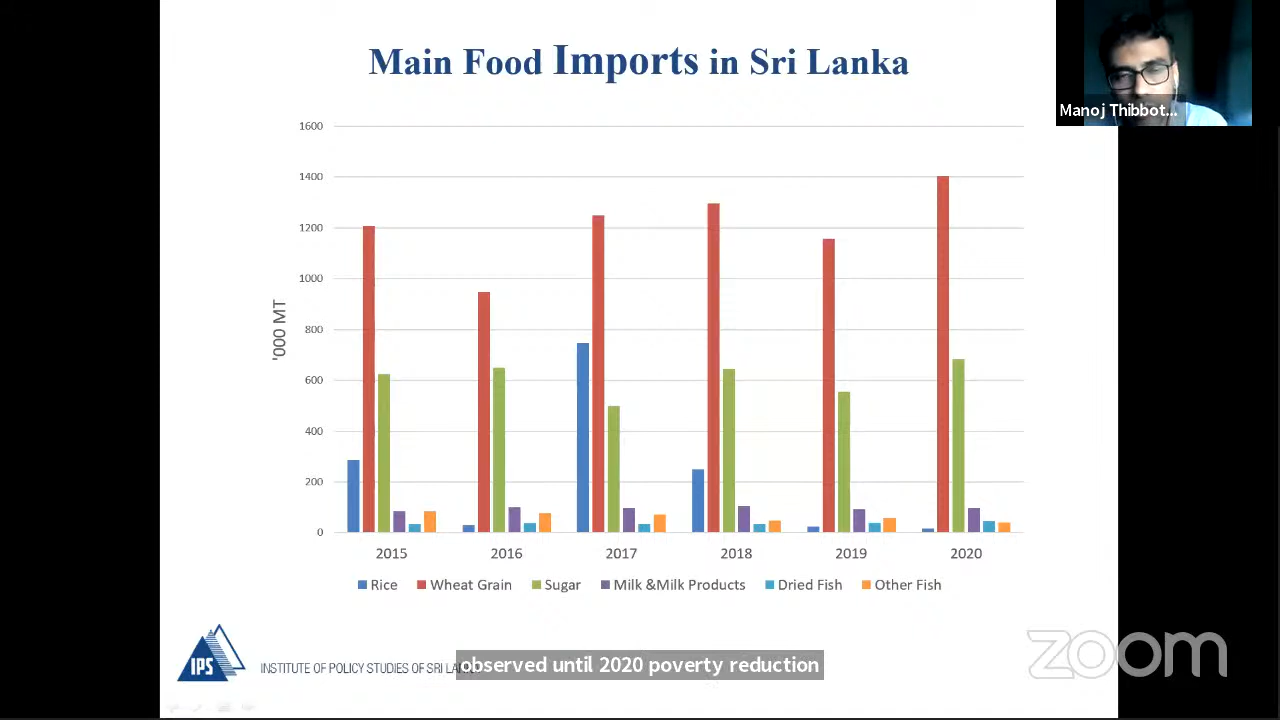 Main Food Imports in Sri Lanka
Manoj Thibbot...
1600
1400
1200
1000
800
600
400
200
0
'000 MT
2015 2016 2017 2018 2019 2020
Rice Wheat Grain Sugar Milk &Milk Products Dried Fish Other Fish
IPS
INSTITUTE OF POLICY STUDIES OF SRI
observed until 2020 poverty reduction
zoom